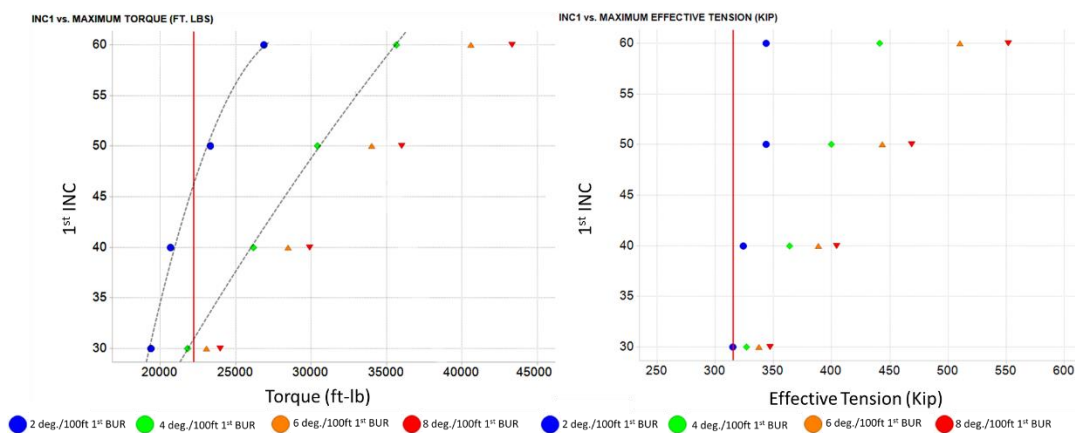 INC1 vs. MAXIMUM TORQUE (FT. LBS)
60
55
50
45
40
35
30
1st INC
20000 25000 30000 35000 40000 45000
Torque (ft-lb)
INC1 vs. MAXIMUM EFFECTIVE TENSION (KIP)
60
55
50
45
40
35
30
1st INC
250 300 350 400 450 500 550 600
Effective Tension (Kip)
2 deg./100ft 1st BUR 4 deg./100ft 1st BUR 6 deg./100ft 1st BUR 8 deg./100ft 1st BUR 2 deg./100ft 1st BUR 4 deg./100ft 1st BUR 6 deg./100ft 1st BUR 8 deg./100ft 1st BUR